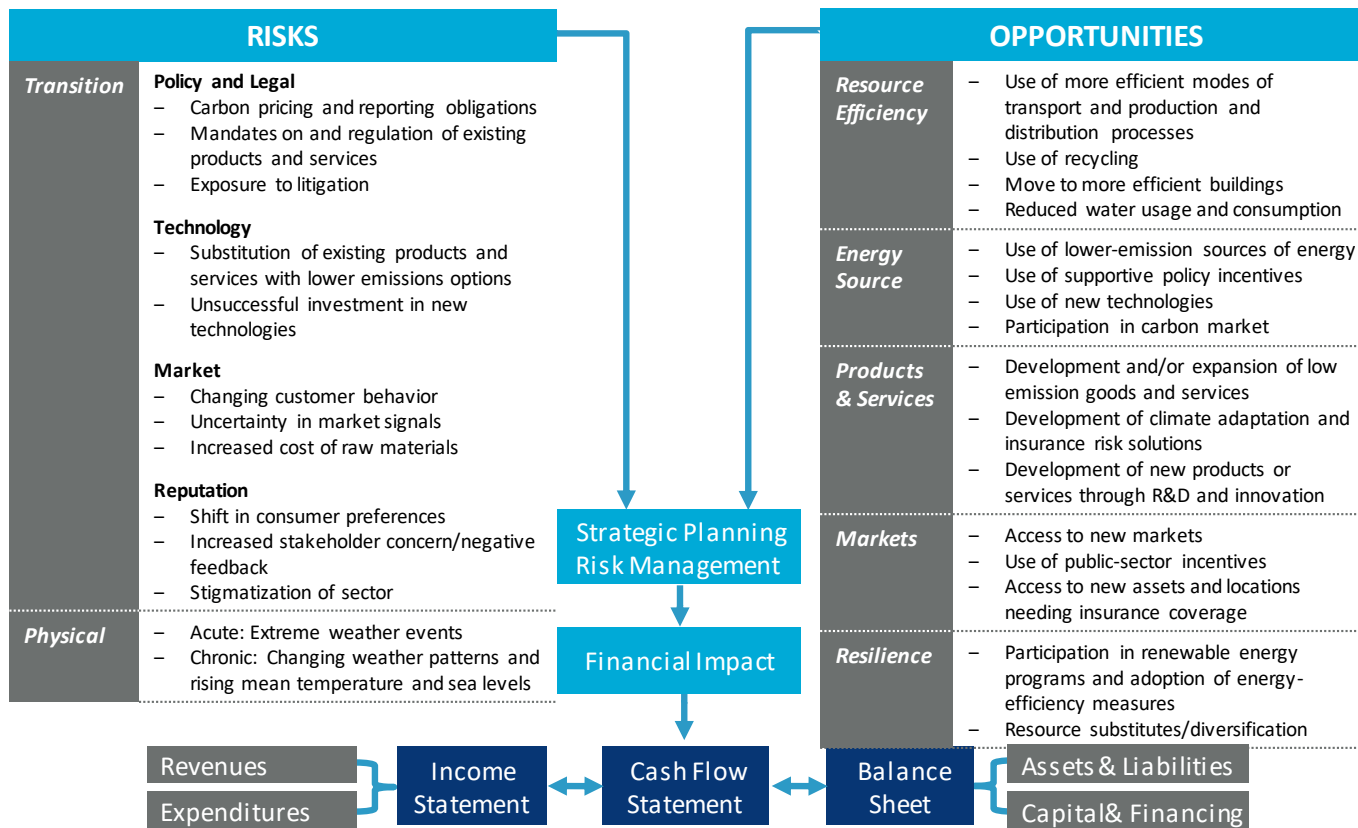 RISKS
Transition
Policy and Legal
– Carbon pricing and reporting obligations
– Mandates on and regulation of existing
products and services
– Exposure to litigation
Technology
– Substitution of existing products and
services with lower emissions options
– Unsuccessful investment in new
technologies
Market
– Changing customer behavior
– Uncertainty in market signals
– Increased cost of raw materials
Reputation
– Shift in consumer preferences
– Increased stakeholder concern/negative
feedback
– Stigmatization of sector
Physical
– Acute: Extreme weather events
– Chronic: Changing weather patterns and
rising mean temperature and sea levels
OPPORTUNITIES
Resource
Efficiency
– Use of more efficient modes of
transport and production and
distribution processes
– Use of recycling
– Move to more efficient buildings
– Reduced water usage and consumption
Energy
Source
– Use of lower-emission sources of energy
– Use of supportive policy incentives
– Use of new technologies
– Participation in carbon market
Products
& Services
– Development and/or expansion of low
emission goods and services
– Development of climate adaptation and
insurance risk solutions
– Development of new products or
services through R&D and innovation
Markets
– Access to new markets
– Use of public-sector incentives
– Access to new assets and locations
needing insurance coverage
Resilience
– Participation in renewable energy
programs and adoption of energy-
efficiency measures
– Resource substitutes/diversification
Strategic Planning
Risk Management
Financial Impact
Revenues
Expenditures
Income
Statement
Cash Flow
Statement
Balance
Sheet
Assets & Liabilities
Capital& Financing